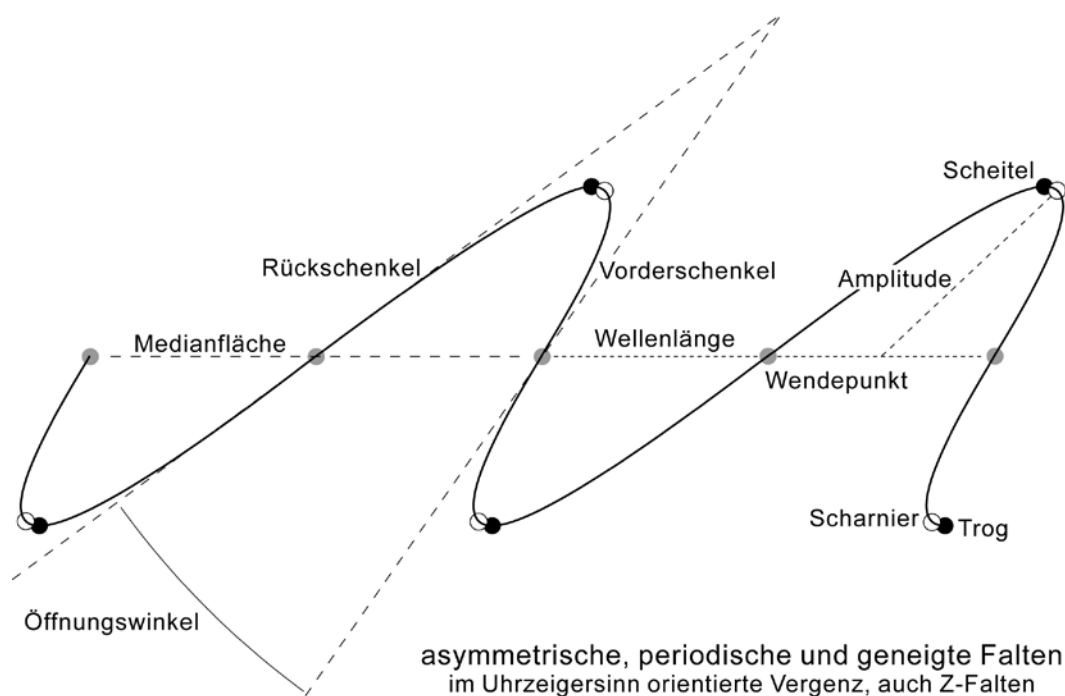 Scheitel
Rückschenkel
Vorderschenkel
Amplitude
Medianfläche
Wellenlänge
Wendepunkt
Scharnier
Trog
Öffnungswinkel
asymmetrische, periodische und geneigte Falten
im Uhrzeigersinn orientierte Vergenz, auch Z-Falten